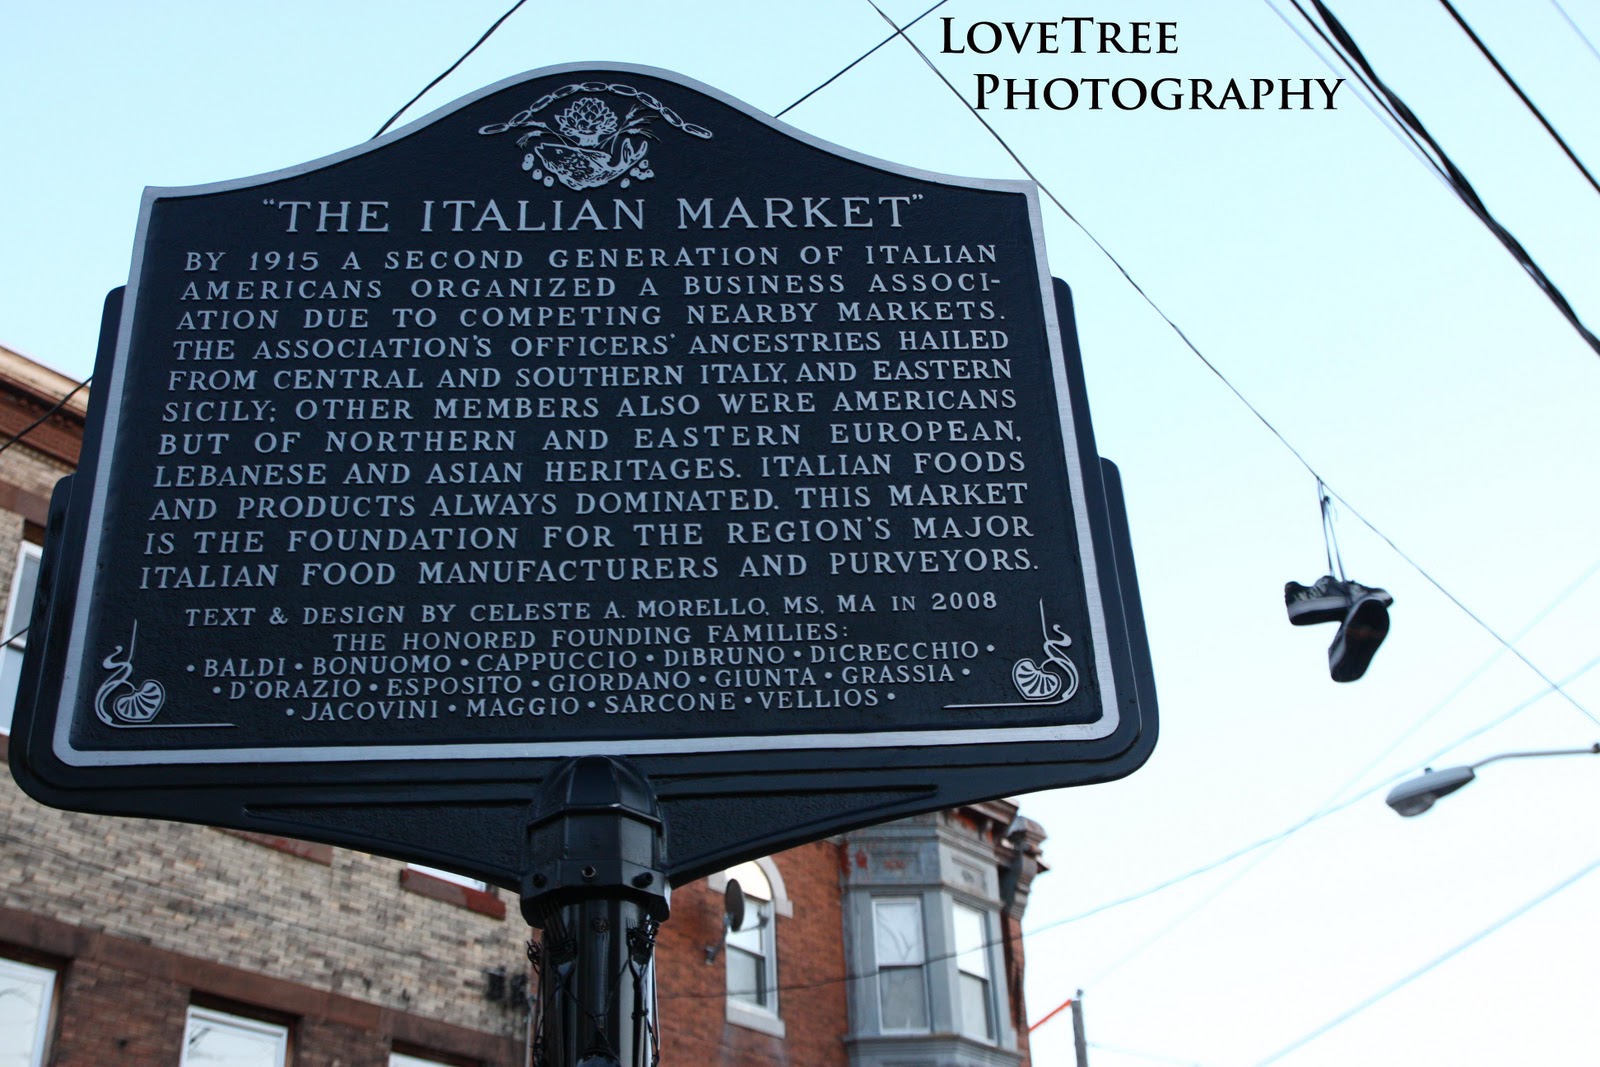 LOVETREE
PHOTOGRAPHY
"THE ITALIAN MARKET"
BY 1915 A SECOND GENERATION OF ITALIAN
AMERICANS ORGANIZED A BUSINESS ASSOCI-
ATION DUE TO COMPETING NEARBY MARKETS.
THE ASSOCIATION'S OFFICERS' ANCESTRIES HAILED
FROM CENTRAL AND SOUTHERN ITALY, AND EASTERN
SICILY; OTHER MEMBERS ALSO WERE AMERICANS
BUT OF NORTHERN AND EASTERN EUROPEAN,
LEBANESE AND ASIAN HERITAGES. ITALIAN FOODS
AND PRODUCTS ALWAYS DOMINATED. THIS MARKET
IS THE FOUNDATION FOR THE REGION'S MAJOR
ITALIAN FOOD MANUFACTURERS AND PURVEYORS.
TEXT & DESIGN BY CELESTE A. MORELLO, MS, MA IN 2008
THE HONORED FOUNDING FAMILIES:
• BALDI • BONUOMO • CAPPUCCIO • DiBRUNO • DiCRECCHIO •
• D'ORAZIO • ESPOSITO • GIORDANO • GIUNTA • GRASSIA •
• JACOVINI • MAGGIO • SARCONE • VELLIOS •